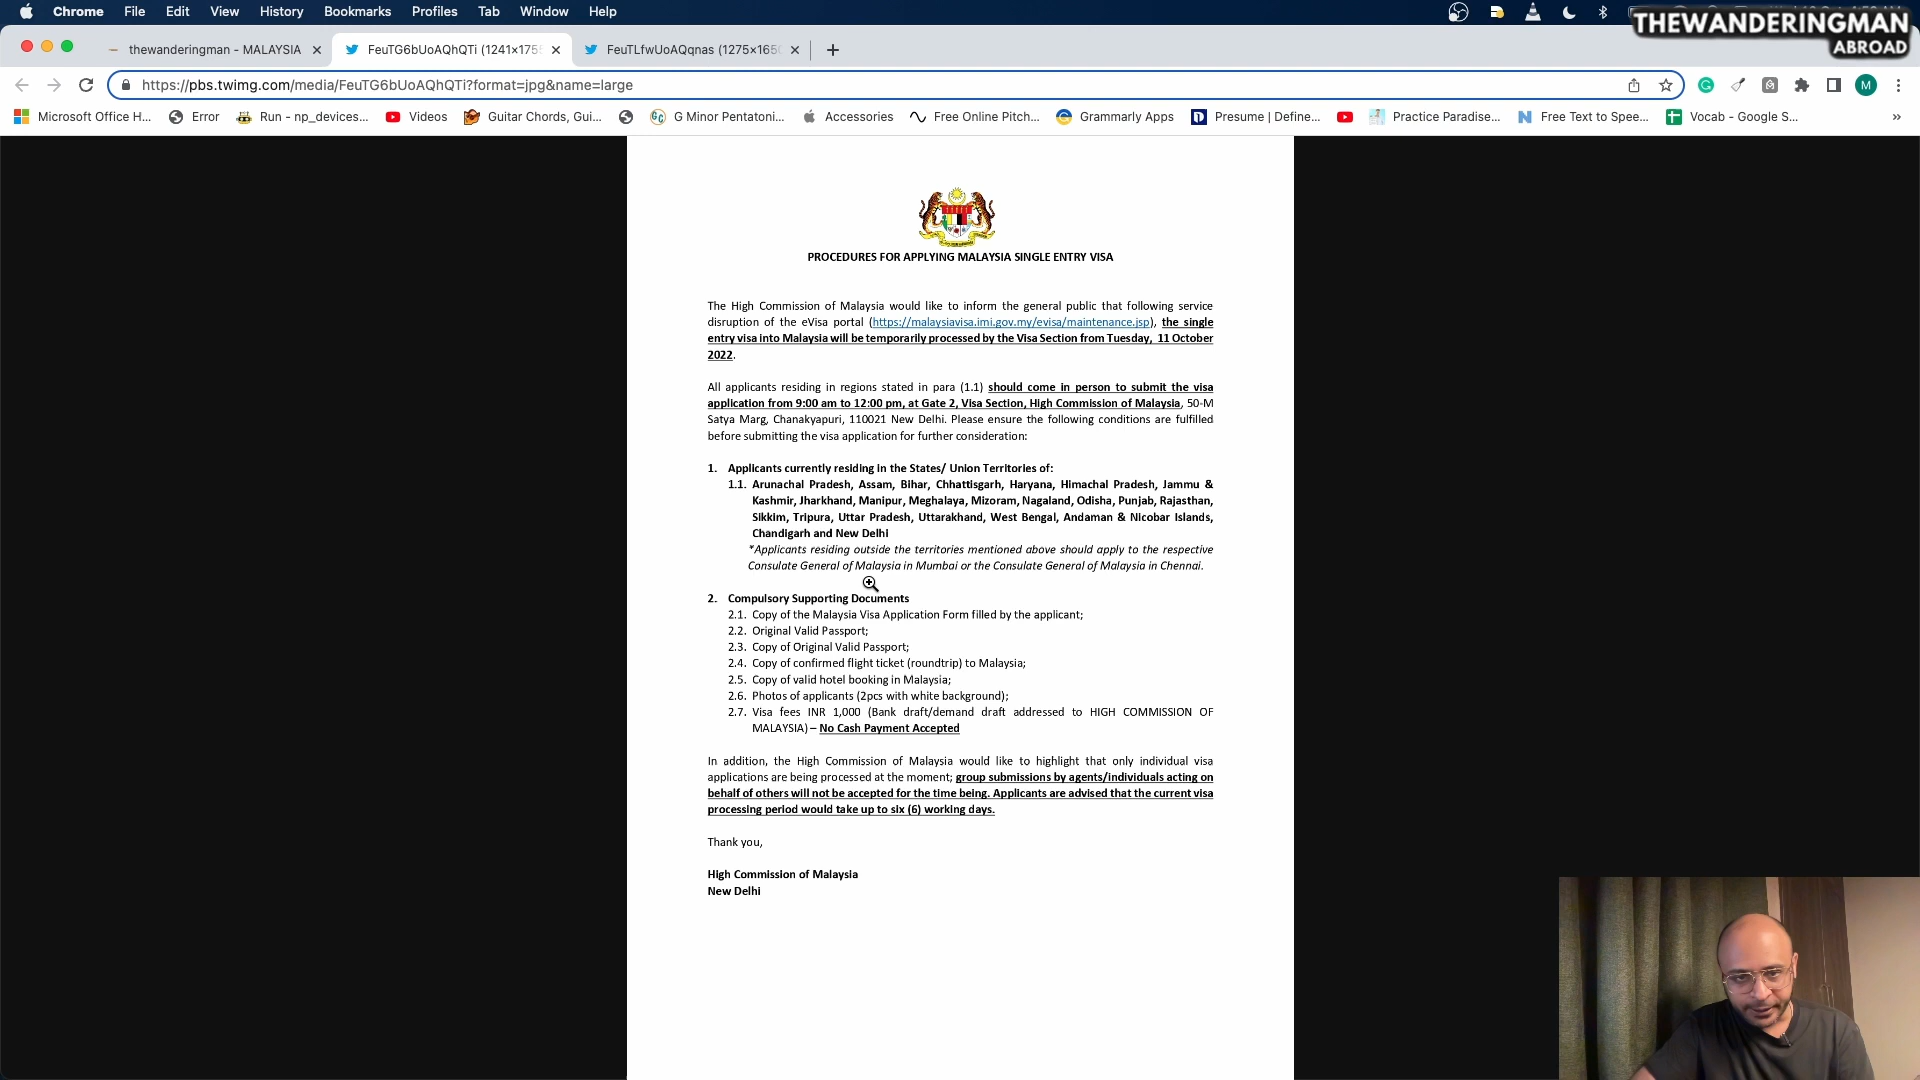 Chrome File Edit View History Bookmarks Profiles Tab Window Help
THEWANDERINGMAN
ABROAD
thewanderingman - MALAYSIA
FeuTG6bUoAQhQTi (1241×1755
FeuTLfwUoAQqnas (1275×1650
https://pbs.twimg.com/media/FeuTG6bUoAQhQTi?format=jpg&name=large
M
Microsoft Office H... Error Run - np_devices... Videos Guitar Chords, Gui... G Minor Pentatoni... Accessories Free Online Pitch... Grammarly Apps Presume | Define... Practice Paradise... Free Text to Spee... Vocab - Google S... »
PROCEDURES FOR APPLYING MALAYSIA SINGLE ENTRY VISA
The High Commission of Malaysia would like to inform the general public that following service
disruption of the eVisa portal (https://malaysiavisa.imi.gov.my/evisa/maintenance.jsp), the single
entry visa into Malaysia will be temporarily processed by the Visa Section from Tuesday, 11 October
2022.
All applicants residing in regions stated in para (1.1) should come in person to submit the visa
application from 9:00 am to 12:00 pm, at Gate 2, Visa Section, High Commission of Malaysia, 50-M
Satya Marg, Chanakyapuri, 110021 New Delhi. Please ensure the following conditions are fulfilled
before submitting the visa application for further consideration:
1. Applicants currently residing in the States/ Union Territories of:
1.1. Arunachal Pradesh, Assam, Bihar, Chhattisgarh, Haryana, Himachal Pradesh, Jammu &
Kashmir, Jharkhand, Manipur, Meghalaya, Mizoram, Nagaland, Odisha, Punjab, Rajasthan,
Sikkim, Tripura, Uttar Pradesh, Uttarakhand, West Bengal, Andaman & Nicobar Islands,
Chandigarh and New Delhi
*Applicants residing outside the territories mentioned above should apply to the respective
Consulate General of Malaysia in Mumbai or the Consulate General of Malaysia in Chennai.
2. Compulsory Supporting Documents
2.1. Copy of the Malaysia Visa Application Form filled by the applicant;
2.2. Original Valid Passport;
2.3. Copy of Original Valid Passport;
2.4. Copy of confirmed flight ticket (roundtrip) to Malaysia;
2.5. Copy of valid hotel booking in Malaysia;
2.6. Photos of applicants (2pcs with white background);
2.7. Visa fees INR 1,000 (Bank draft/demand draft addressed to HIGH COMMISSION OF
MALAYSIA) – No Cash Payment Accepted
In addition, the High Commission of Malaysia would like to highlight that only individual visa
applications are being processed at the moment; group submissions by agents/individuals acting on
behalf of others will not be accepted for the time being. Applicants are advised that the current visa
processing period would take up to six (6) working days.
Thank you,
High Commission of Malaysia
New Delhi